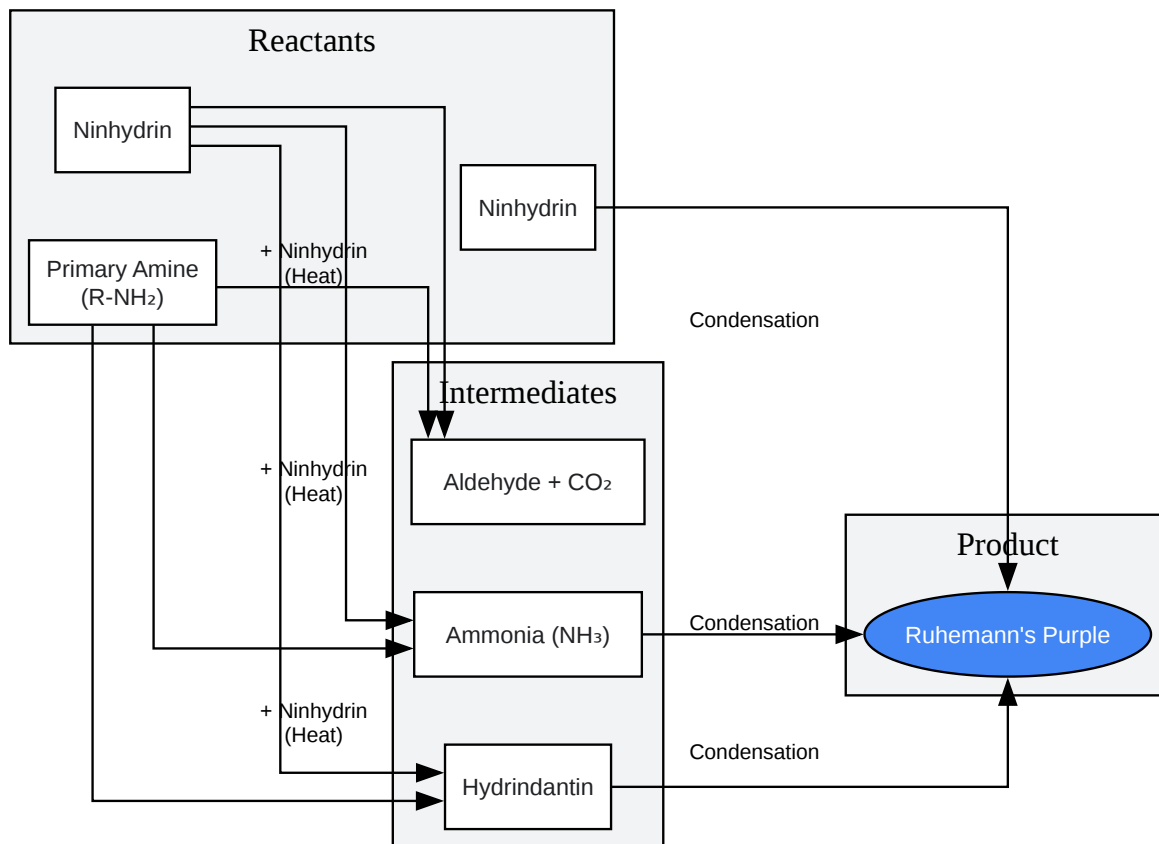 Reactants
Ninhydrin
Ninhydrin
+ Ninhydrin
(Heat)
Primary Amine
(R-NH₂)
Condensation
Intermediates
+ Ninhydrin
(Heat)
Aldehyde + CO₂
Product
Condensation
Ammonia (NH₃)
Ruhemann's Purple
+ Ninhydrin
(Heat)
Condensation
Hydrindantin